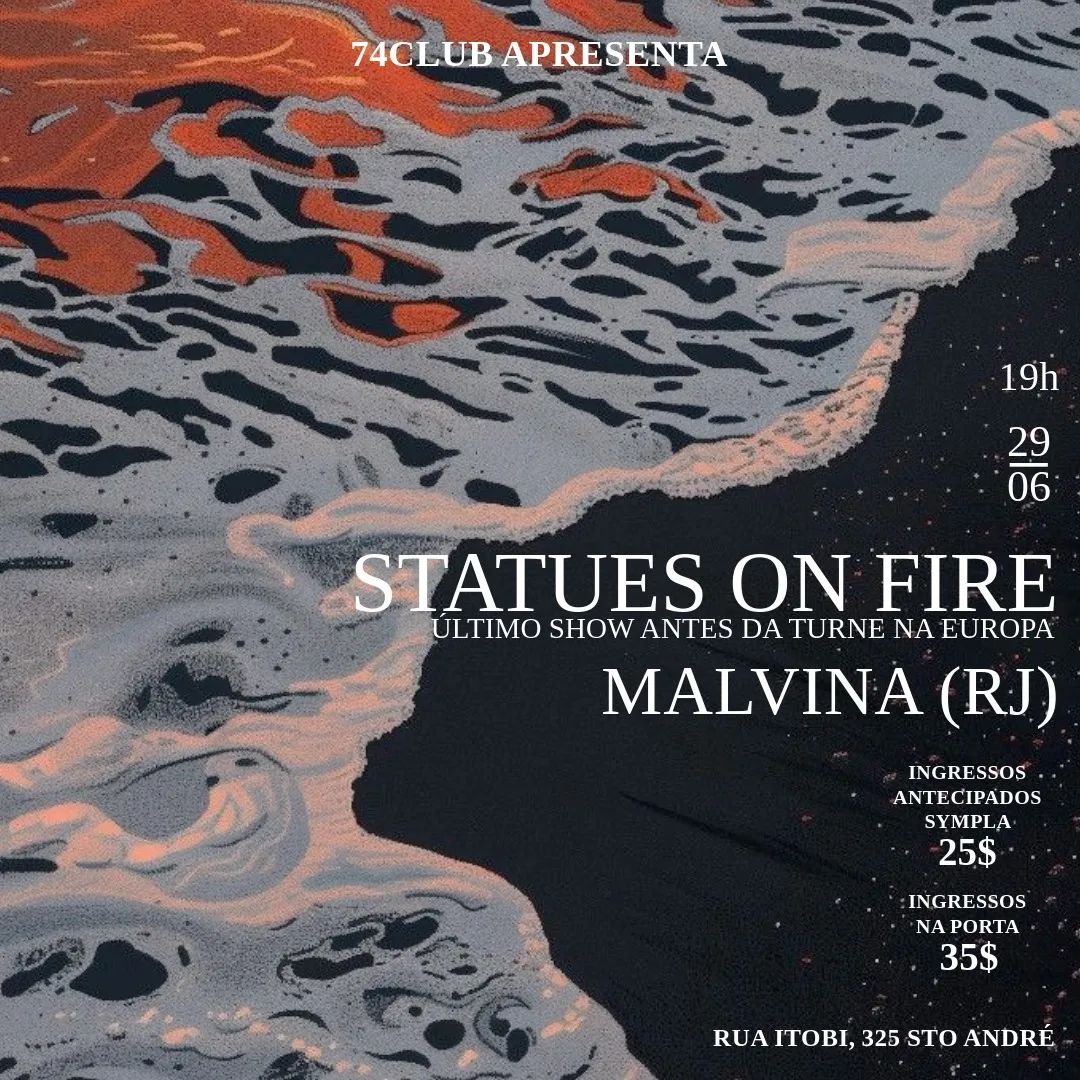 74CLUB APRESENTA
19h
29
06
STATUES ON FIRE
ÚLTIMO SHOW ANTES DA TURNE NA EUROPA
MALVINA (RJ)
INGRESSOS
ANTECIPADOS
SYMPLA
25$
INGRESSOS
NA PORTA
35$
RUA ITOBI, 325 STO ANDRÉ